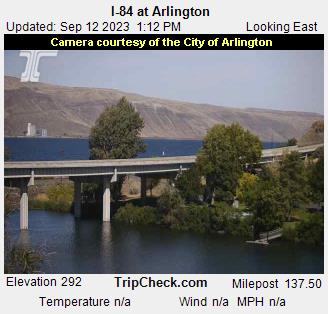 I-84 at Arlington
Updated: Sep 12 2023 1:12 PM Looking East
Camera courtesy of the City of Arlington
Elevation 292 TripCheck.com Milepost 137.50
Temperature n/a Wind n/a MPH n/a